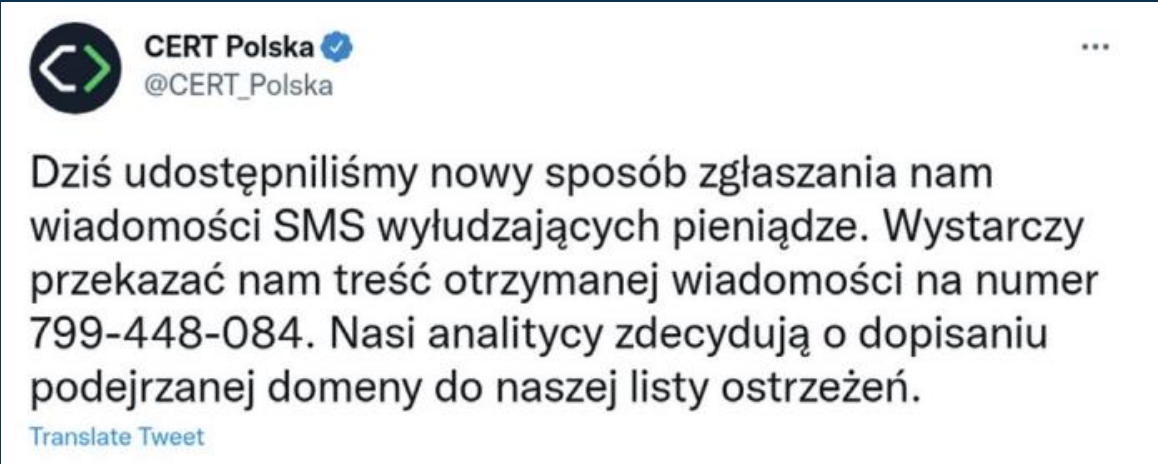 CERT Polska
@CERT_Polska
Dziś udostępniliśmy nowy sposób zgłaszania nam
wiadomości SMS wyłudzających pieniądze. Wystarczy
przekazać nam treść otrzymanej wiadomości na numer
799-448-084. Nasi analitycy zdecydują o dopisaniu
podejrzanej domeny do naszej listy ostrzeżeń.
Translate Tweet